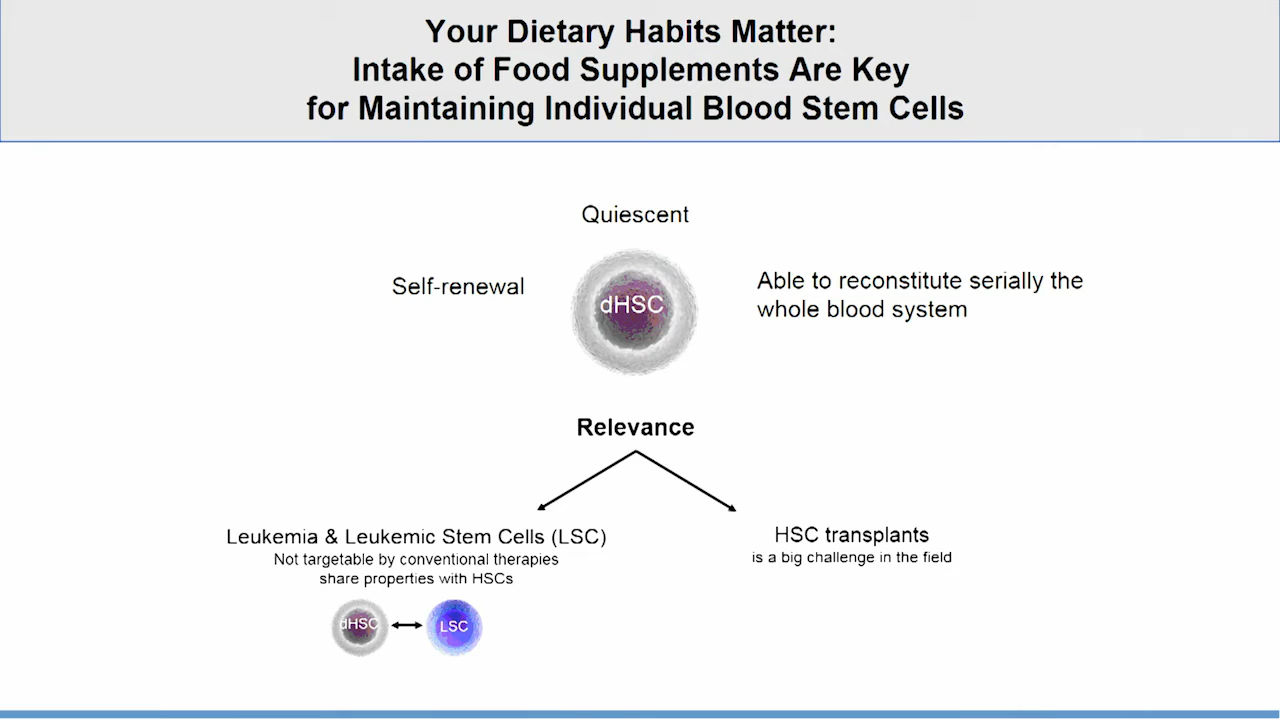 Your Dietary Habits Matter:
Intake of Food Supplements Are Key
for Maintaining Individual Blood Stem Cells
Quiescent
Self-renewal
dHSC
Able to reconstitute serially the
whole blood system
Relevance
Leukemia & Leukemic Stem Cells (LSC)
Not targetable by conventional therapies
share properties with HSCs
dHSC
LSC
HSC transplants
is a big challenge in the field